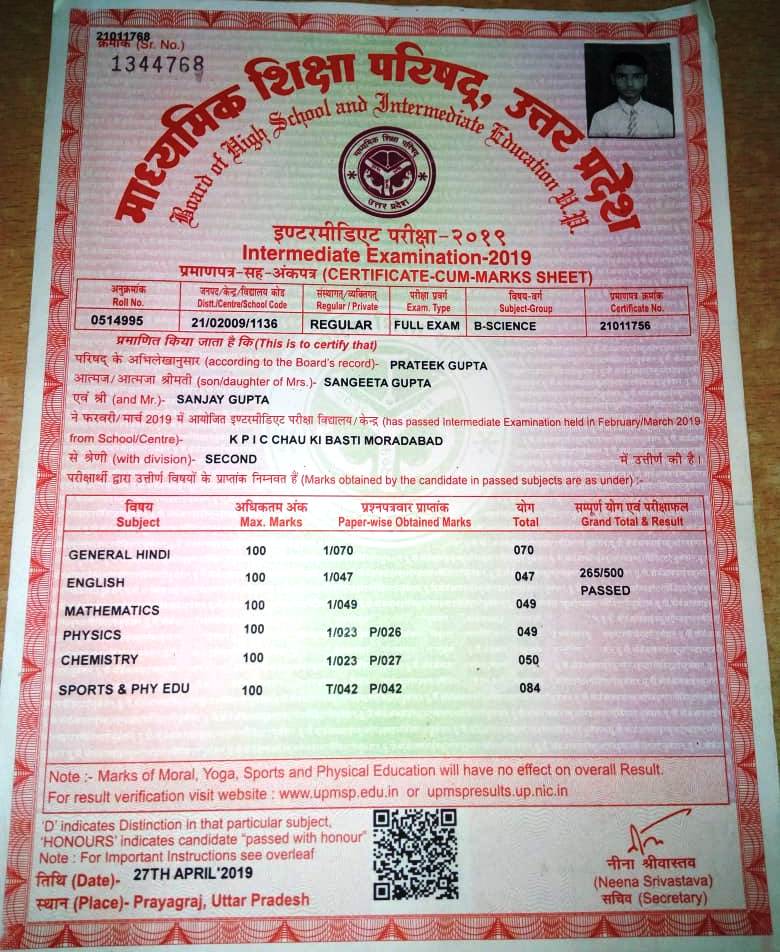 21011768
क्रमांक (Sr. No.)
1344768
माध्यमिक शिक्षा परिषद्, उत्तर प्रदेश
Board of High School and Intermediate Education U.P.
माध्यमिक शिक्षा परिषद्
उत्तर प्रदेश
इण्टरमीडिएट परीक्षा-२०१९
Intermediate Examination-2019
प्रमाणपत्र-सह-अंकपत्र (CERTIFICATE-CUM-MARKS SHEET)
अनुक्रमांक जनपद/केन्द्र/विद्यालय कोड संस्थागत/व्यक्तिगत परीक्षा प्रवर्ग विषय-वर्ग प्रमाणपत्र क्रमांक
Roll No. Distt./Centre/School Code Regular / Private Exam. Type Subject-Group Certificate No.
0514995 21/02009/1136 REGULAR FULL EXAM B-SCIENCE 21011756
प्रमाणित किया जाता है कि(This is to certify that)
परिषद् के अभिलेखानुसार (according to the Board's record)- PRATEEK GUPTA
आत्मज/आत्मजा श्रीमती (son/daughter of Mrs.)- SANGEETA GUPTA
एवं श्री (and Mr.)- SANJAY GUPTA
ने फरवरी/मार्च 2019 में आयोजित इण्टरमीडिएट परीक्षा विद्यालय/केन्द्र (has passed Intermediate Examination held in February/March 2019
from School/Centre)- K P I C CHAU KI BASTI MORADABAD
से श्रेणी (with division)- SECOND में उत्तीर्ण की है।
परीक्षार्थी द्वारा उत्तीर्ण विषयों के प्राप्तांक निम्नवत हैं (Marks obtained by the candidate in passed subjects are as under) :-
विषय अधिकतम अंक प्रश्नपत्रवार प्राप्तांक योग सम्पूर्ण योग एवं परीक्षाफल
Subject Max. Marks Paper-wise Obtained Marks Total Grand Total & Result
GENERAL HINDI 100 1/070 070
ENGLISH 100 1/047 047 265/500
PASSED
MATHEMATICS 100 1/049 049
PHYSICS 100 1/023 P/026 049
CHEMISTRY 100 1/023 P/027 050
SPORTS & PHY EDU 100 T/042 P/042 084
Note :- Marks of Moral, Yoga, Sports and Physical Education will have no effect on overall Result.
For result verification visit website : www.upmsp.edu.in or upmspresults.up.nic.in
'D' indicates Distinction in that particular subject,
'HONOURS' indicates candidate "passed with honour"
Note : For Important Instructions see overleaf
तिथि (Date)- 27TH APRIL'2019
स्थान (Place)- Prayagraj, Uttar Pradesh
नीना श्रीवास्तव
(Neena Srivastava)
सचिव (Secretary)